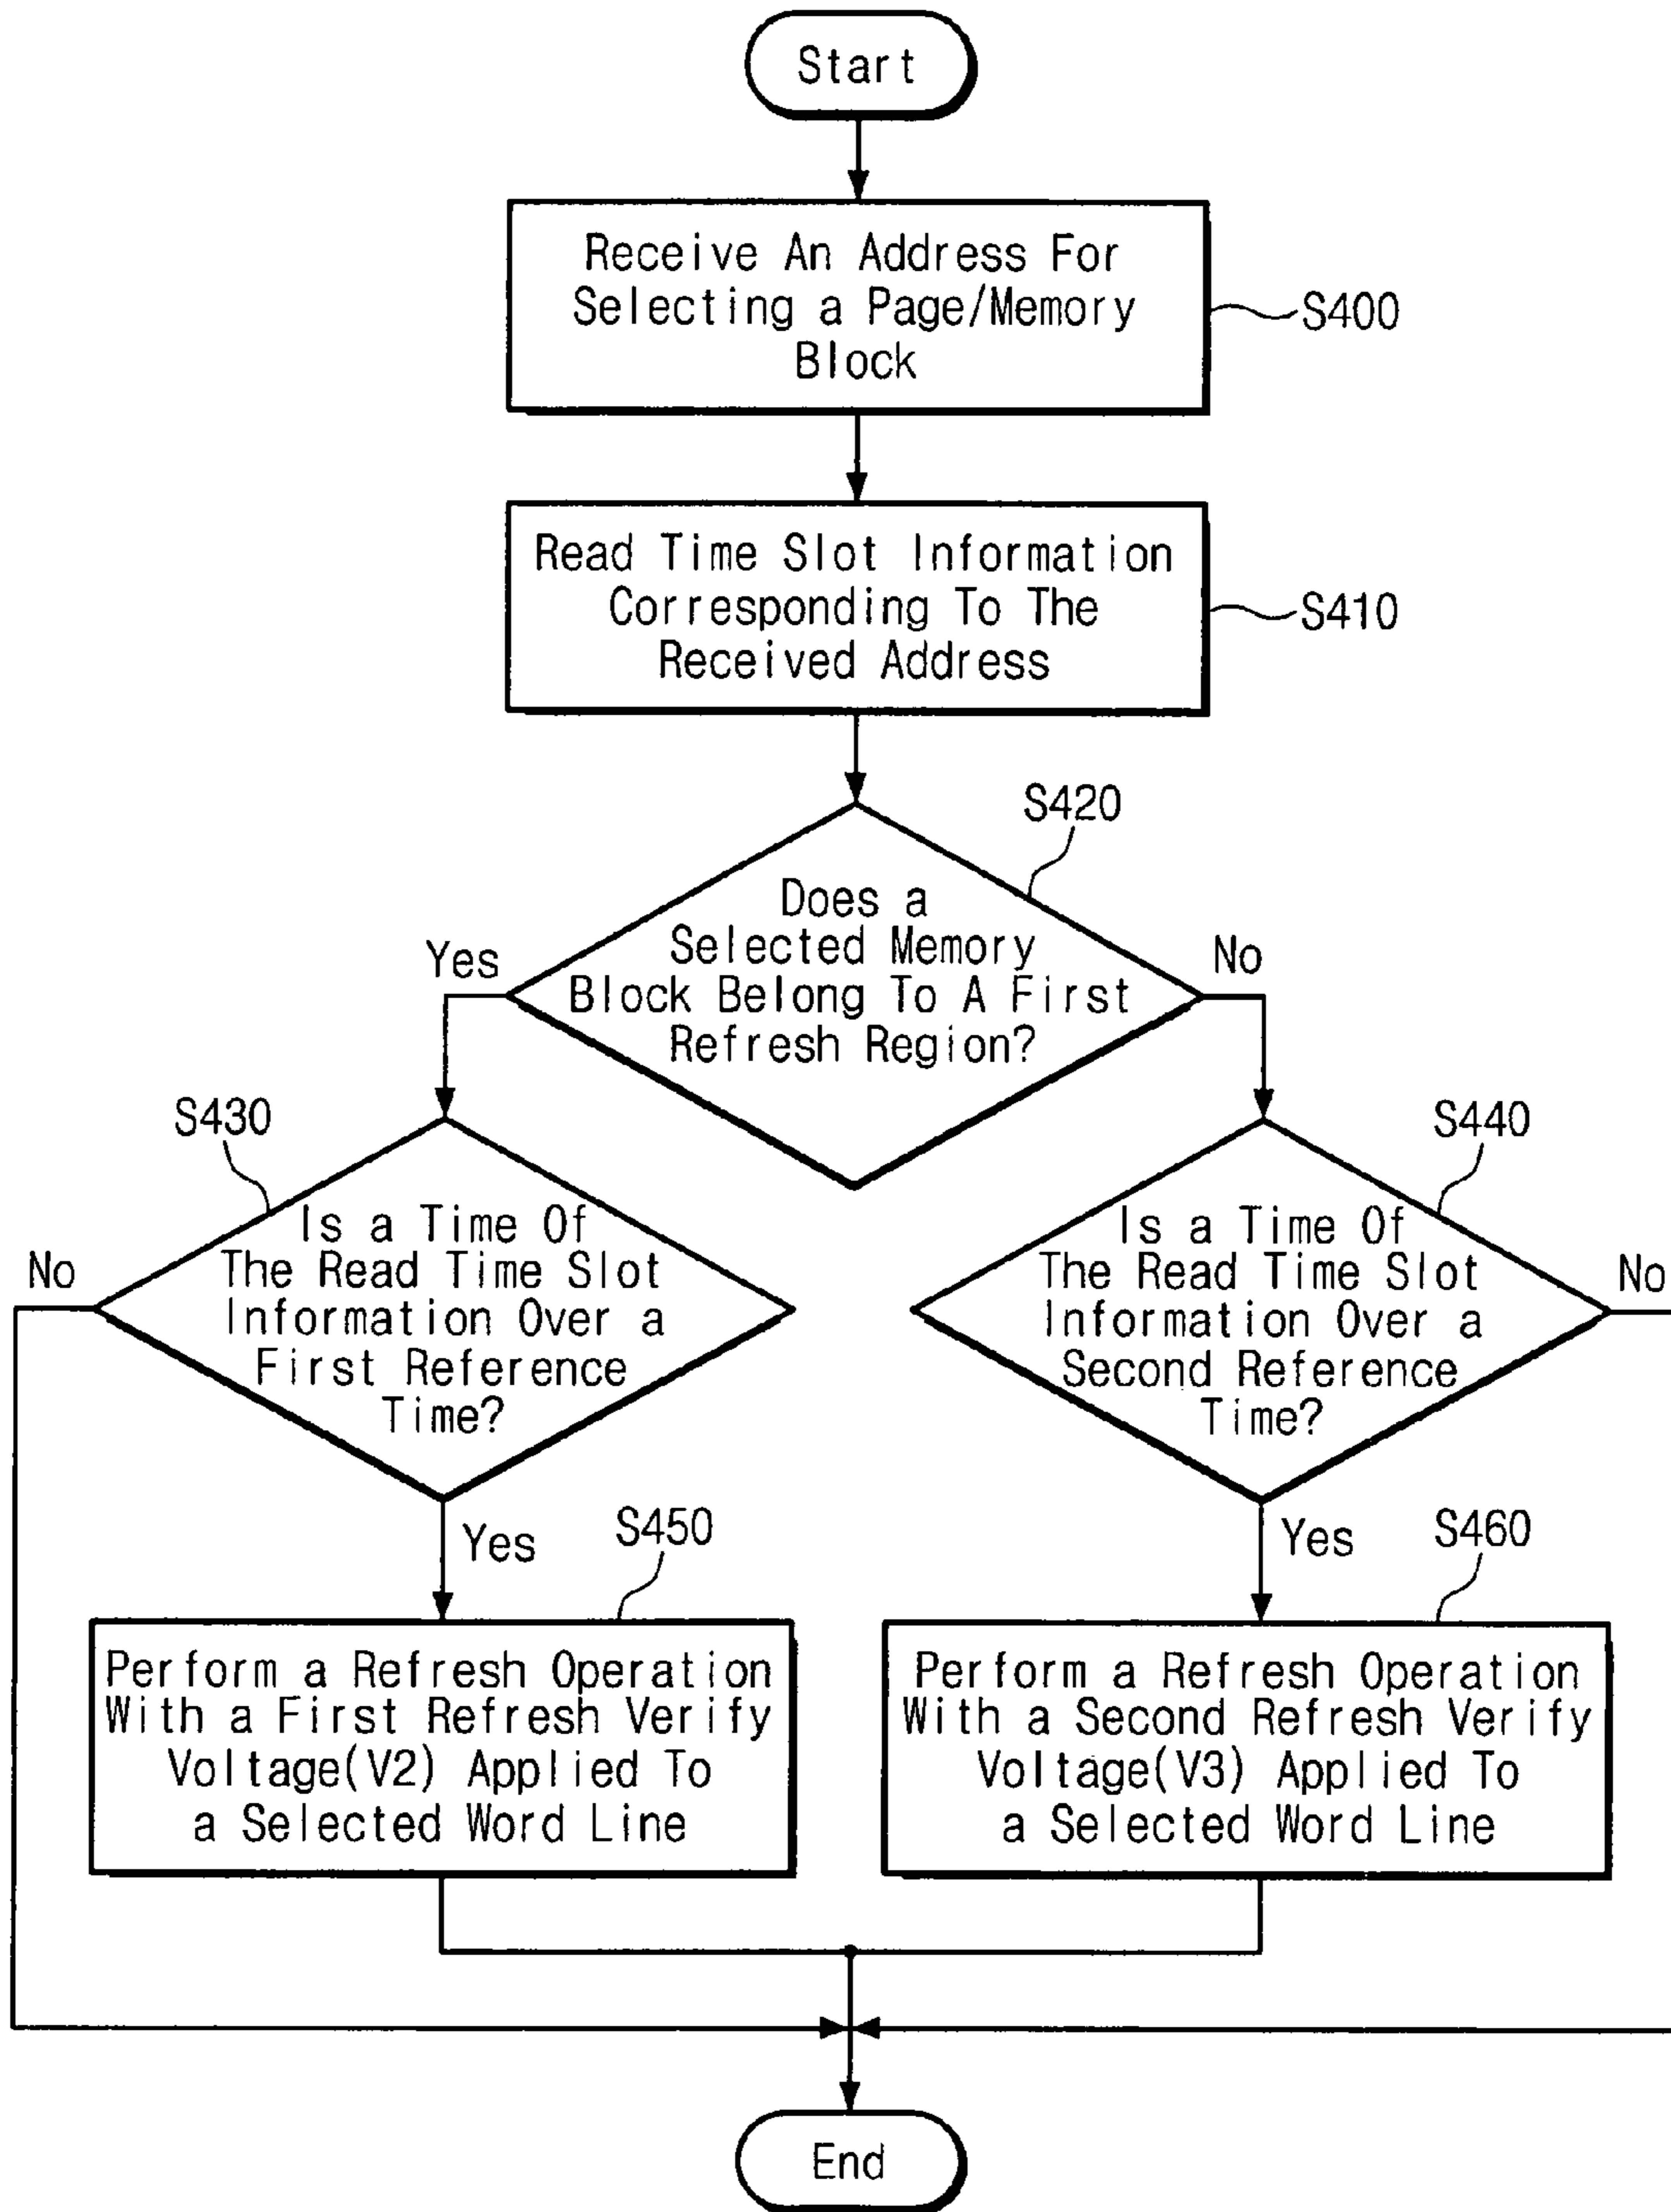 Start
Receive An Address For
Selecting a Page/Memory
Block
S400
Read Time Slot Information
Corresponding To The
Received Address
S410
S420
Does a
Selected Memory
Block Belong To A First
Refresh Region?
Yes
No
S430
Is a Time Of
The Read Time Slot
Information Over a
First Reference
Time?
No
Yes
S440
Is a Time Of
The Read Time Slot
Information Over a
Second Reference
Time?
No
Yes
S450
Perform a Refresh Operation
With a First Refresh Verify
Voltage(V2) Applied To
a Selected Word Line
S460
Perform a Refresh Operation
With a Second Refresh Verify
Voltage(V3) Applied To
a Selected Word Line
End